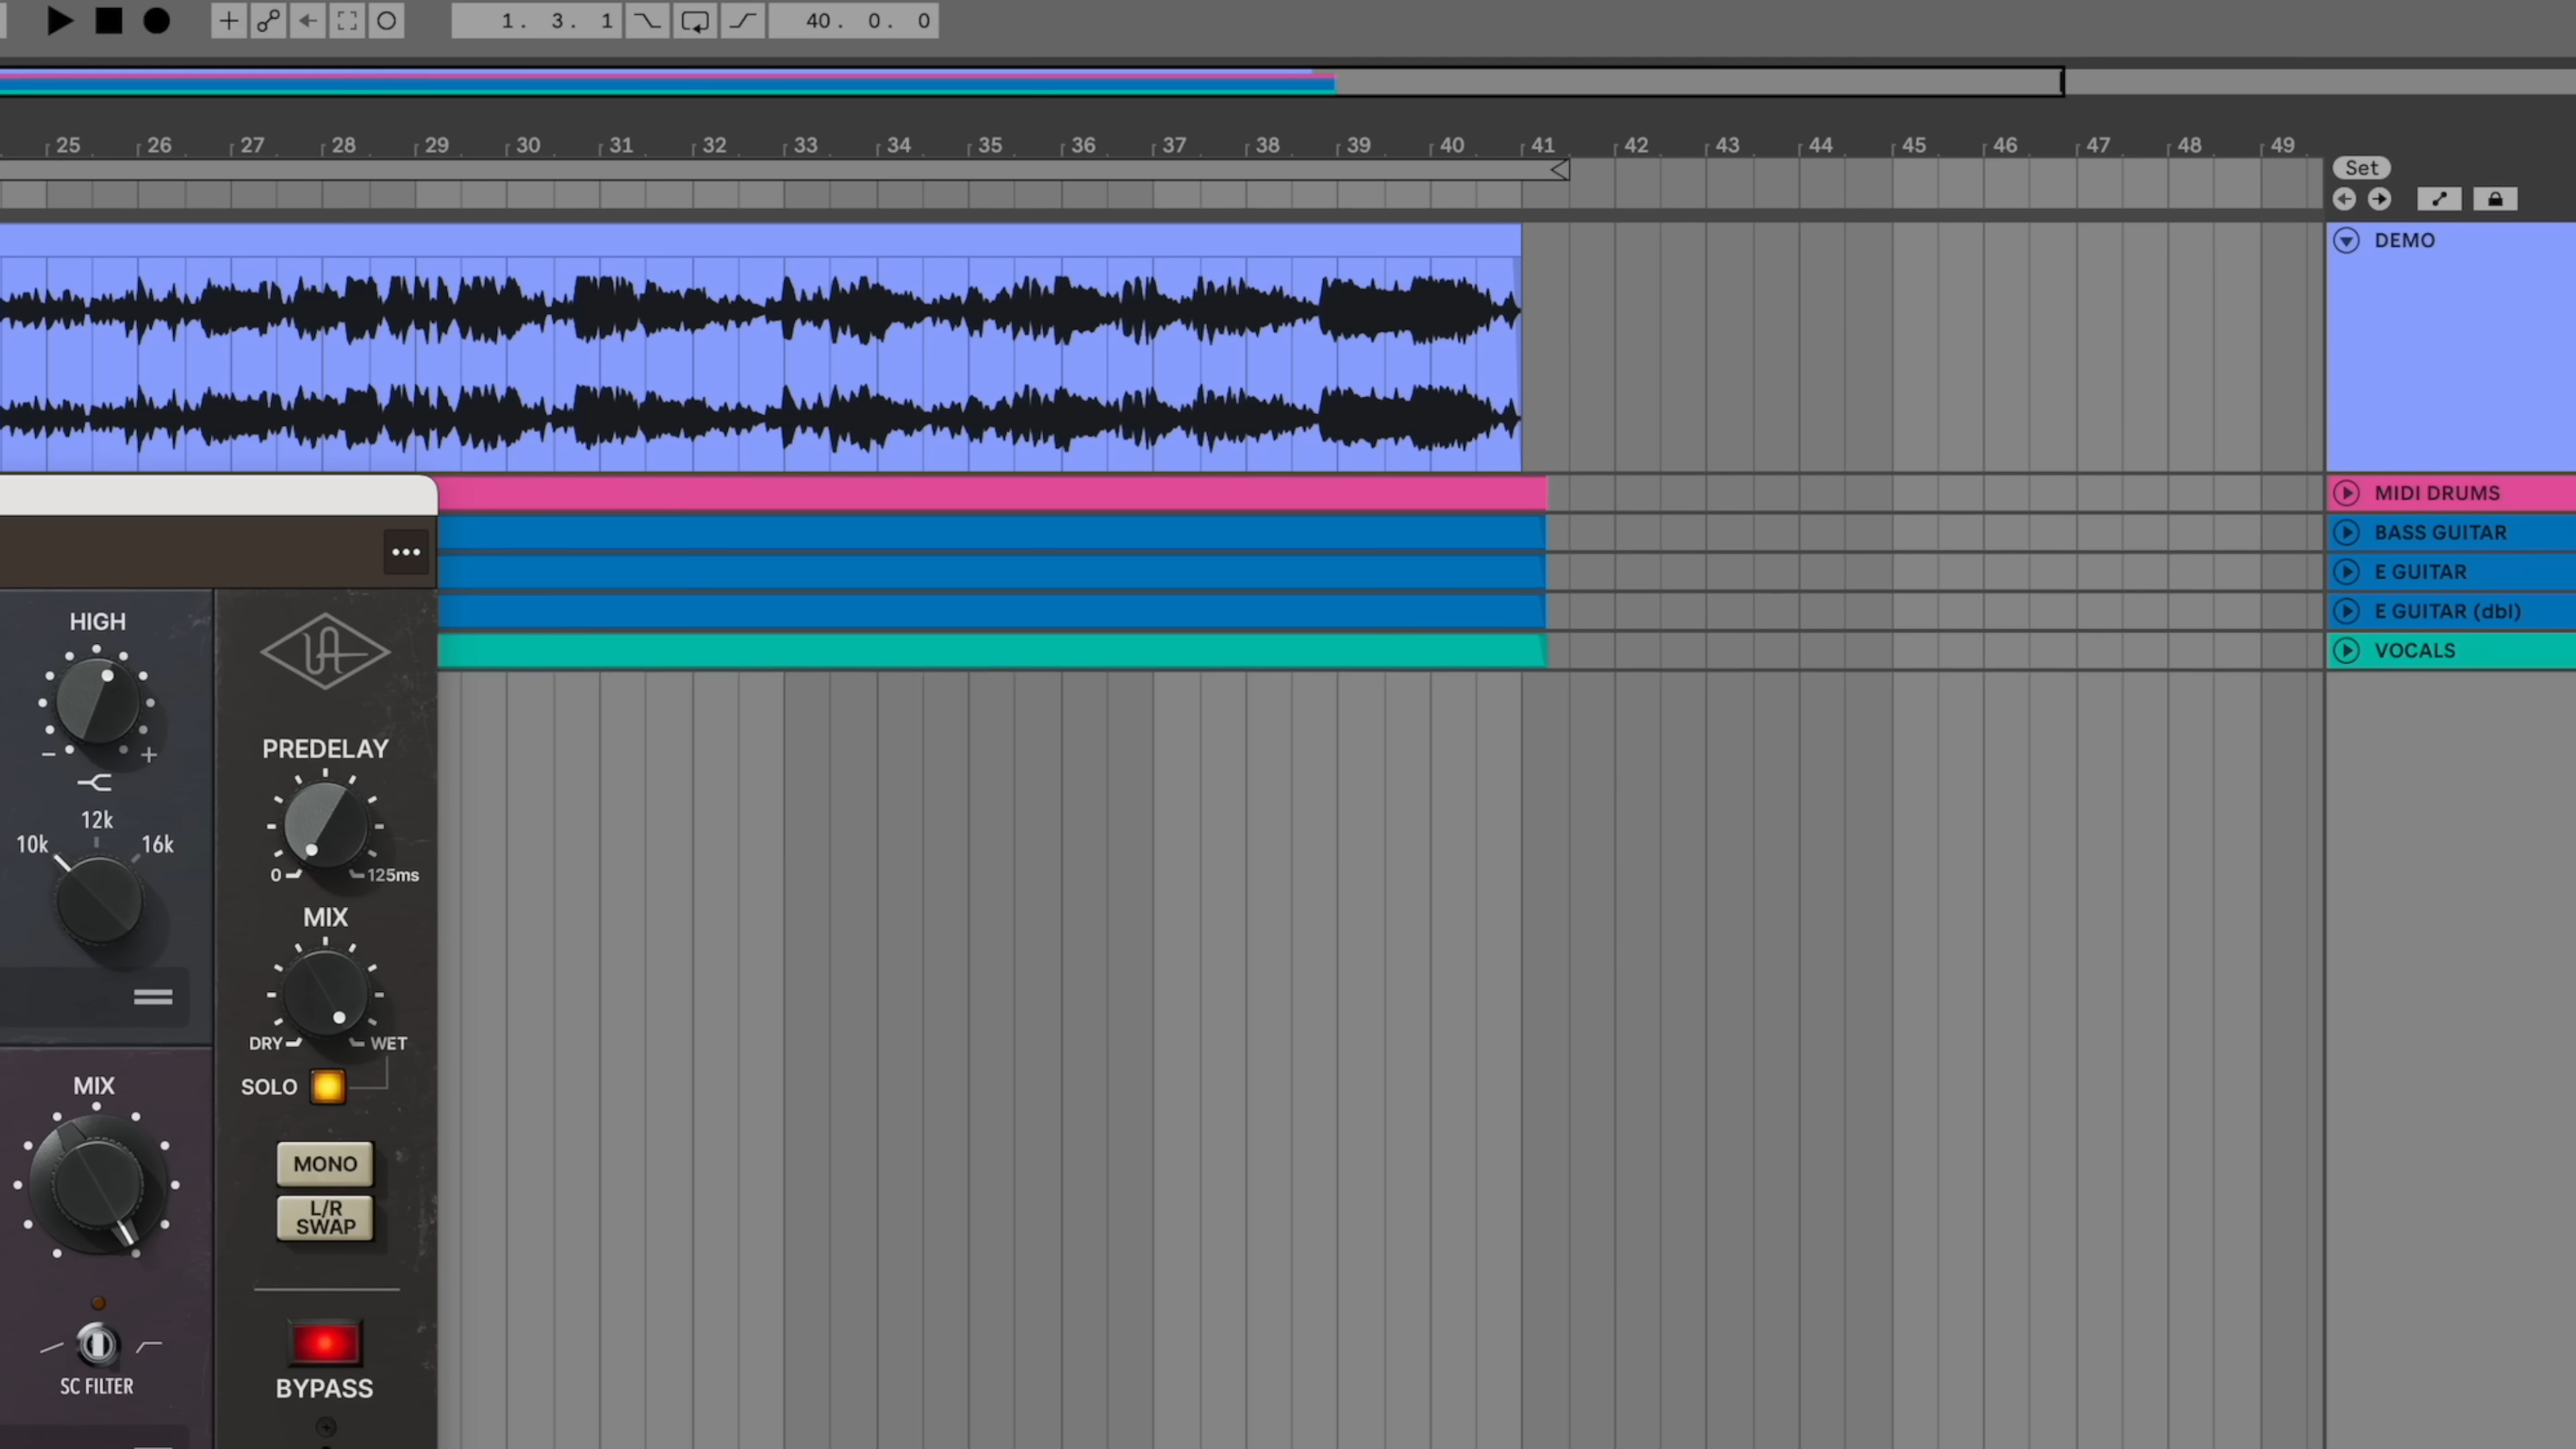 1. 3. 1
40. 0. 0
25 26 27 28 29 30 31 32 33 34 35 36 37 38 39 40 41 42 43 44 45 46 47 48 49
Set
DEMO
MIDI DRUMS
BASS GUITAR
E GUITAR
E GUITAR (dbl)
VOCALS
HIGH
UA
− +
12k
10k 16k
PREDELAY
0 125ms
MIX
DRY WET
SOLO
MIX
MONO
L/R
SWAP
SC FILTER
BYPASS